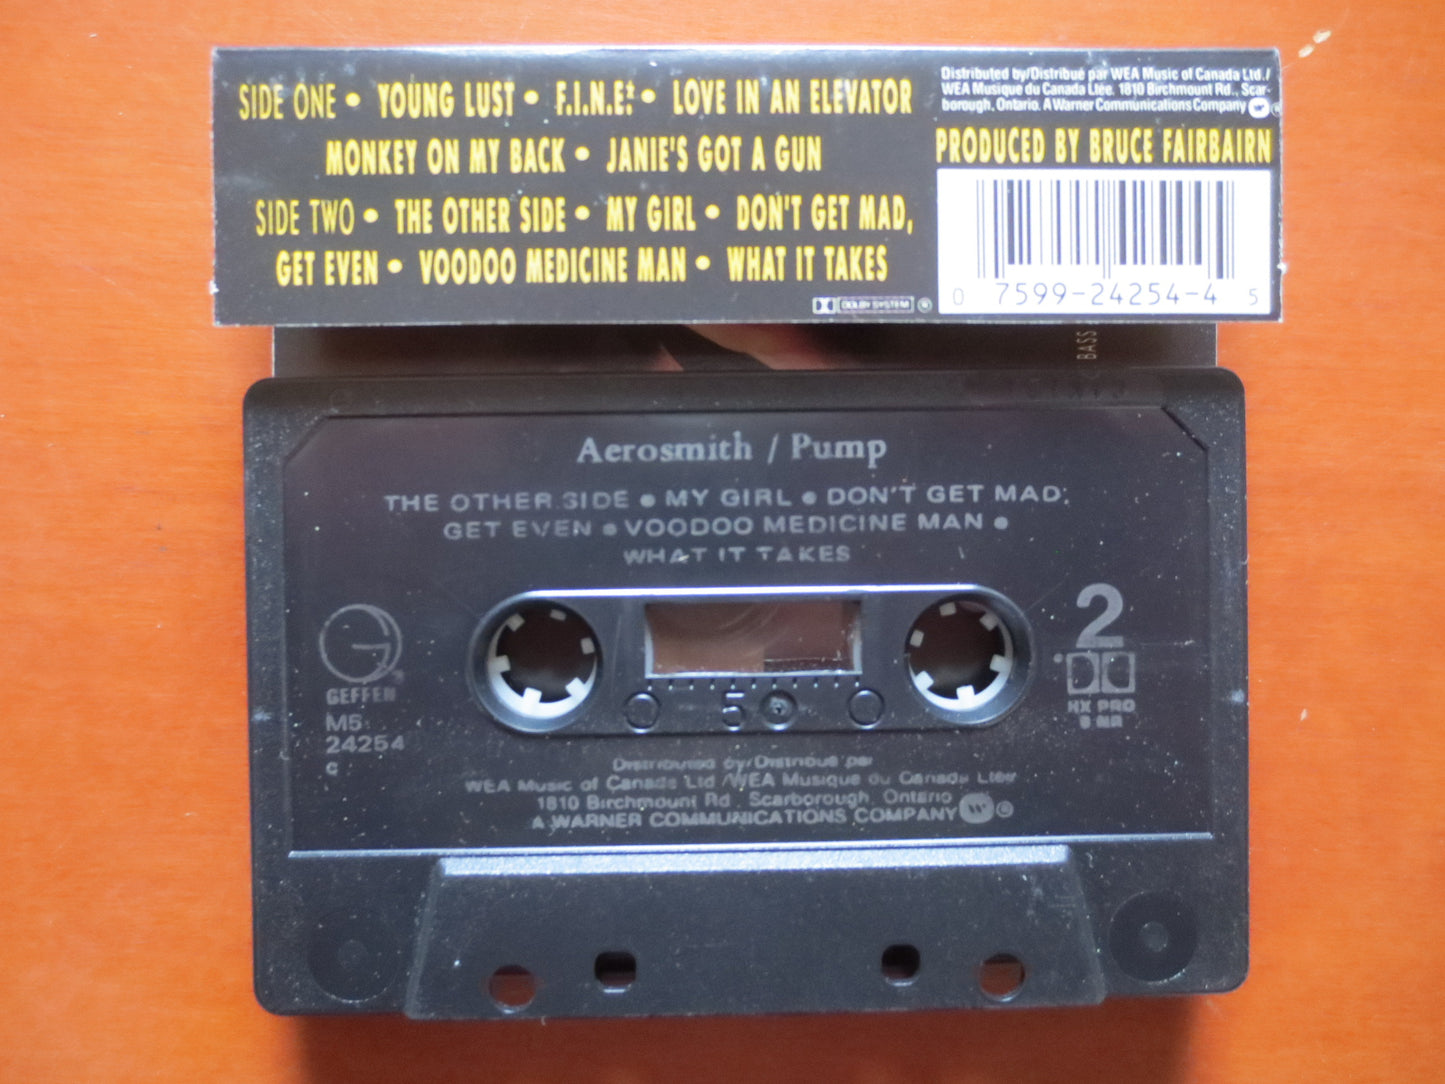 SIDE ONE • YOUNG LUST • F.I.N.E.* • LOVE IN AN ELEVATOR
MONKEY ON MY BACK • JANIE'S GOT A GUN
SIDE TWO • THE OTHER SIDE • MY GIRL • DON'T GET MAD,
GET EVEN • VOODOO MEDICINE MAN • WHAT IT TAKES
DOLBY SYSTEM ®
Distributed by/Distribué par WEA Music of Canada Ltd./
WEA Musique du Canada Ltée. 1810 Birchmount Rd., Scar-
borough, Ontario. A Warner Communications Company ®
PRODUCED BY BRUCE FAIRBAIRN
0 7599-24254-4 5
BASS
Aerosmith / Pump
THE OTHER SIDE • MY GIRL • DON'T GET MAD,
GET EVEN • VOODOO MEDICINE MAN •
WHAT IT TAKES
GEFFEN
M5
24254
c
2
HX PRO
B NR
5
Distributed by/Distribué par
WEA Music of Canada Ltd./WEA Musique du Canada Ltée
1810 Birchmount Rd., Scarborough, Ontario
A WARNER COMMUNICATIONS COMPANY ®